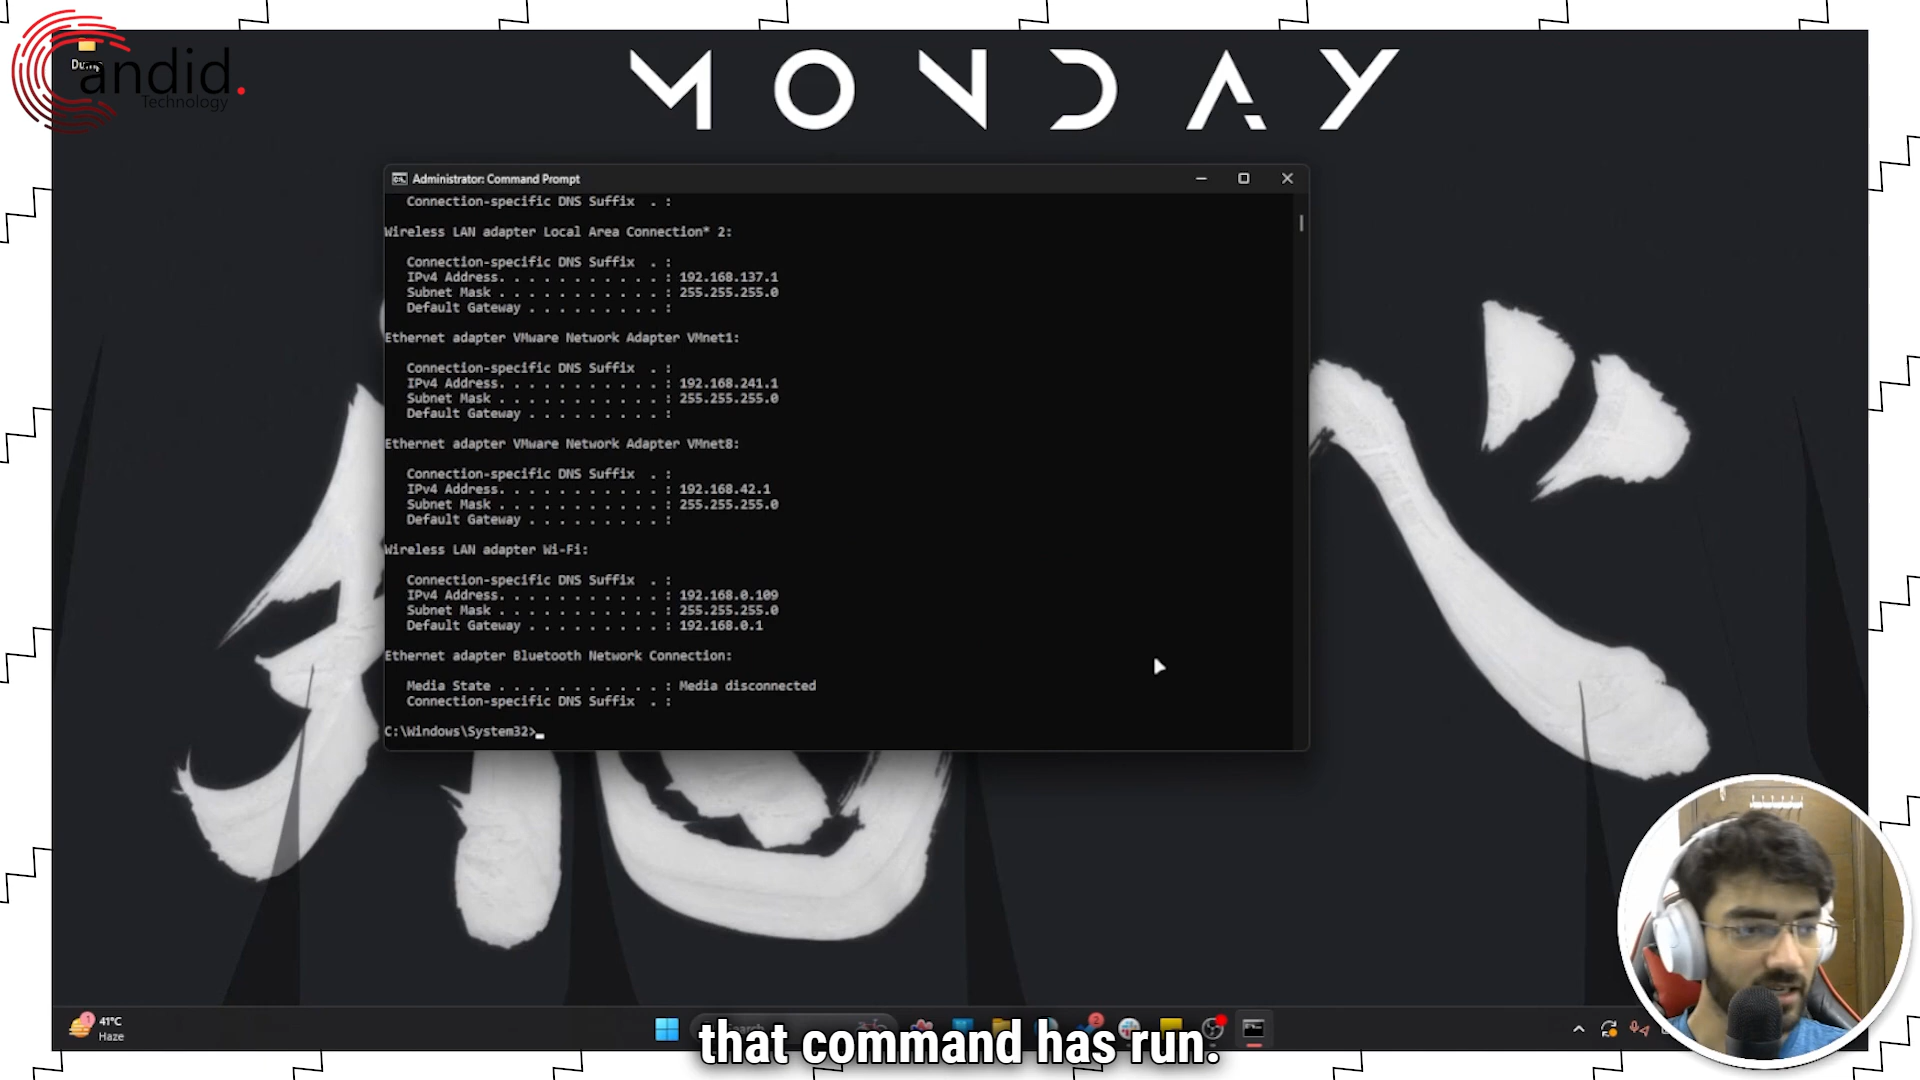 Candid.
Technology
Dump
MONDAY
Administrator: Command Prompt
Connection-specific DNS Suffix  . :
Wireless LAN adapter Local Area Connection* 2:
Connection-specific DNS Suffix  . :
IPv4 Address. . . . . . . . . . . : 192.168.137.1
Subnet Mask . . . . . . . . . . . : 255.255.255.0
Default Gateway . . . . . . . . . :
Ethernet adapter VMware Network Adapter VMnet1:
Connection-specific DNS Suffix  . :
IPv4 Address. . . . . . . . . . . : 192.168.241.1
Subnet Mask . . . . . . . . . . . : 255.255.255.0
Default Gateway . . . . . . . . . :
Ethernet adapter VMware Network Adapter VMnet8:
Connection-specific DNS Suffix  . :
IPv4 Address. . . . . . . . . . . : 192.168.42.1
Subnet Mask . . . . . . . . . . . : 255.255.255.0
Default Gateway . . . . . . . . . :
Wireless LAN adapter Wi-Fi:
Connection-specific DNS Suffix  . :
IPv4 Address. . . . . . . . . . . : 192.168.0.109
Subnet Mask . . . . . . . . . . . : 255.255.255.0
Default Gateway . . . . . . . . . : 192.168.0.1
Ethernet adapter Bluetooth Network Connection:
Media State . . . . . . . . . . . : Media disconnected
Connection-specific DNS Suffix  . :
C:\Windows\System32>
1
41°C
Haze
Search
2
that command has run.